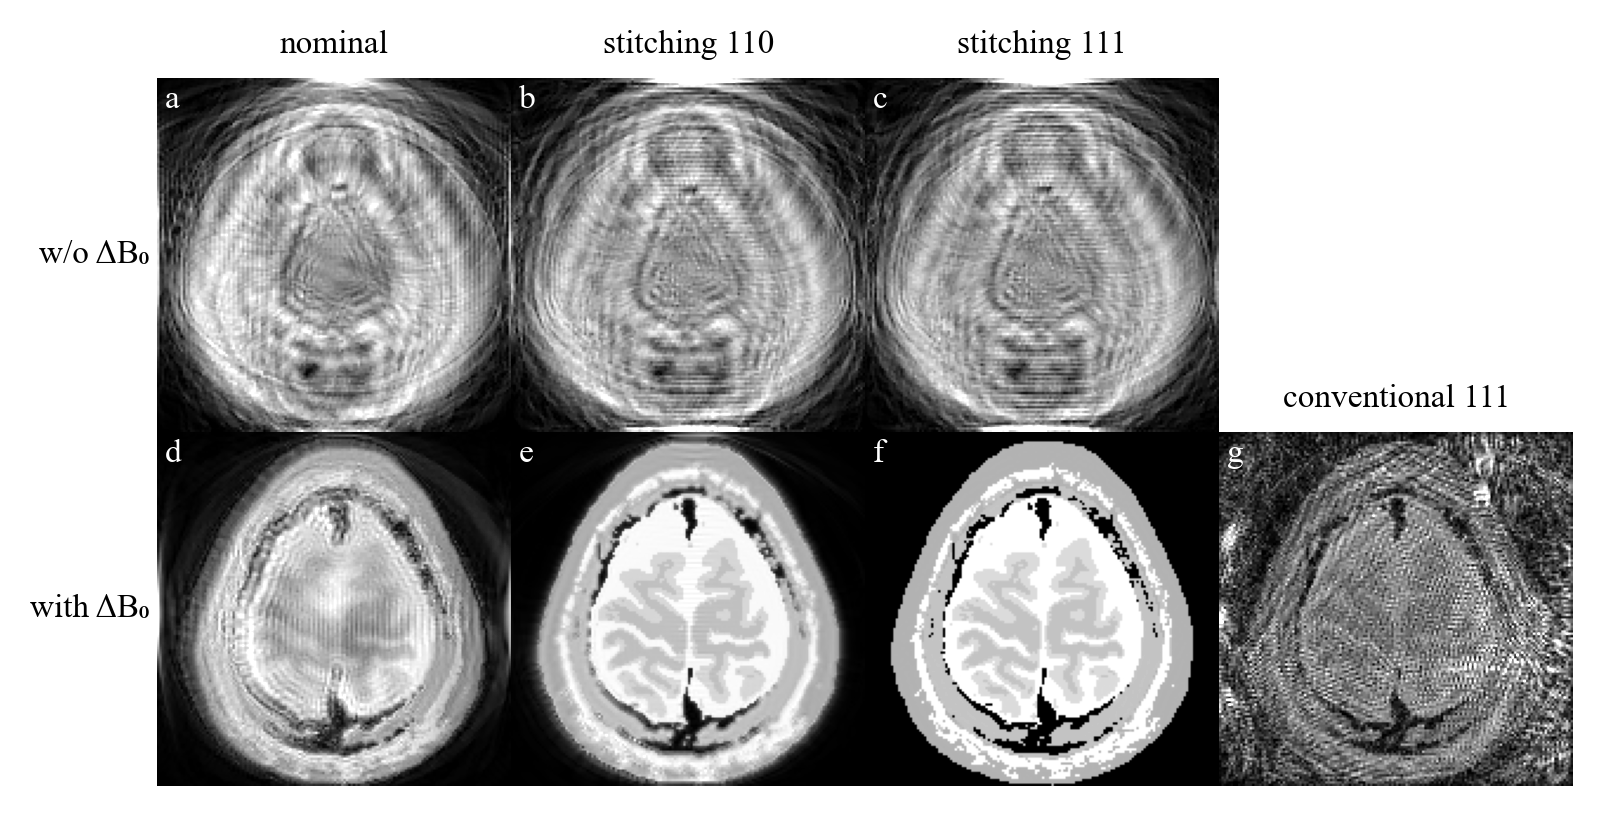 nominal
stitching 110
stitching 111
a
b
c
w/o ΔB₀
conventional 111
d
e
f
g
with ΔB₀